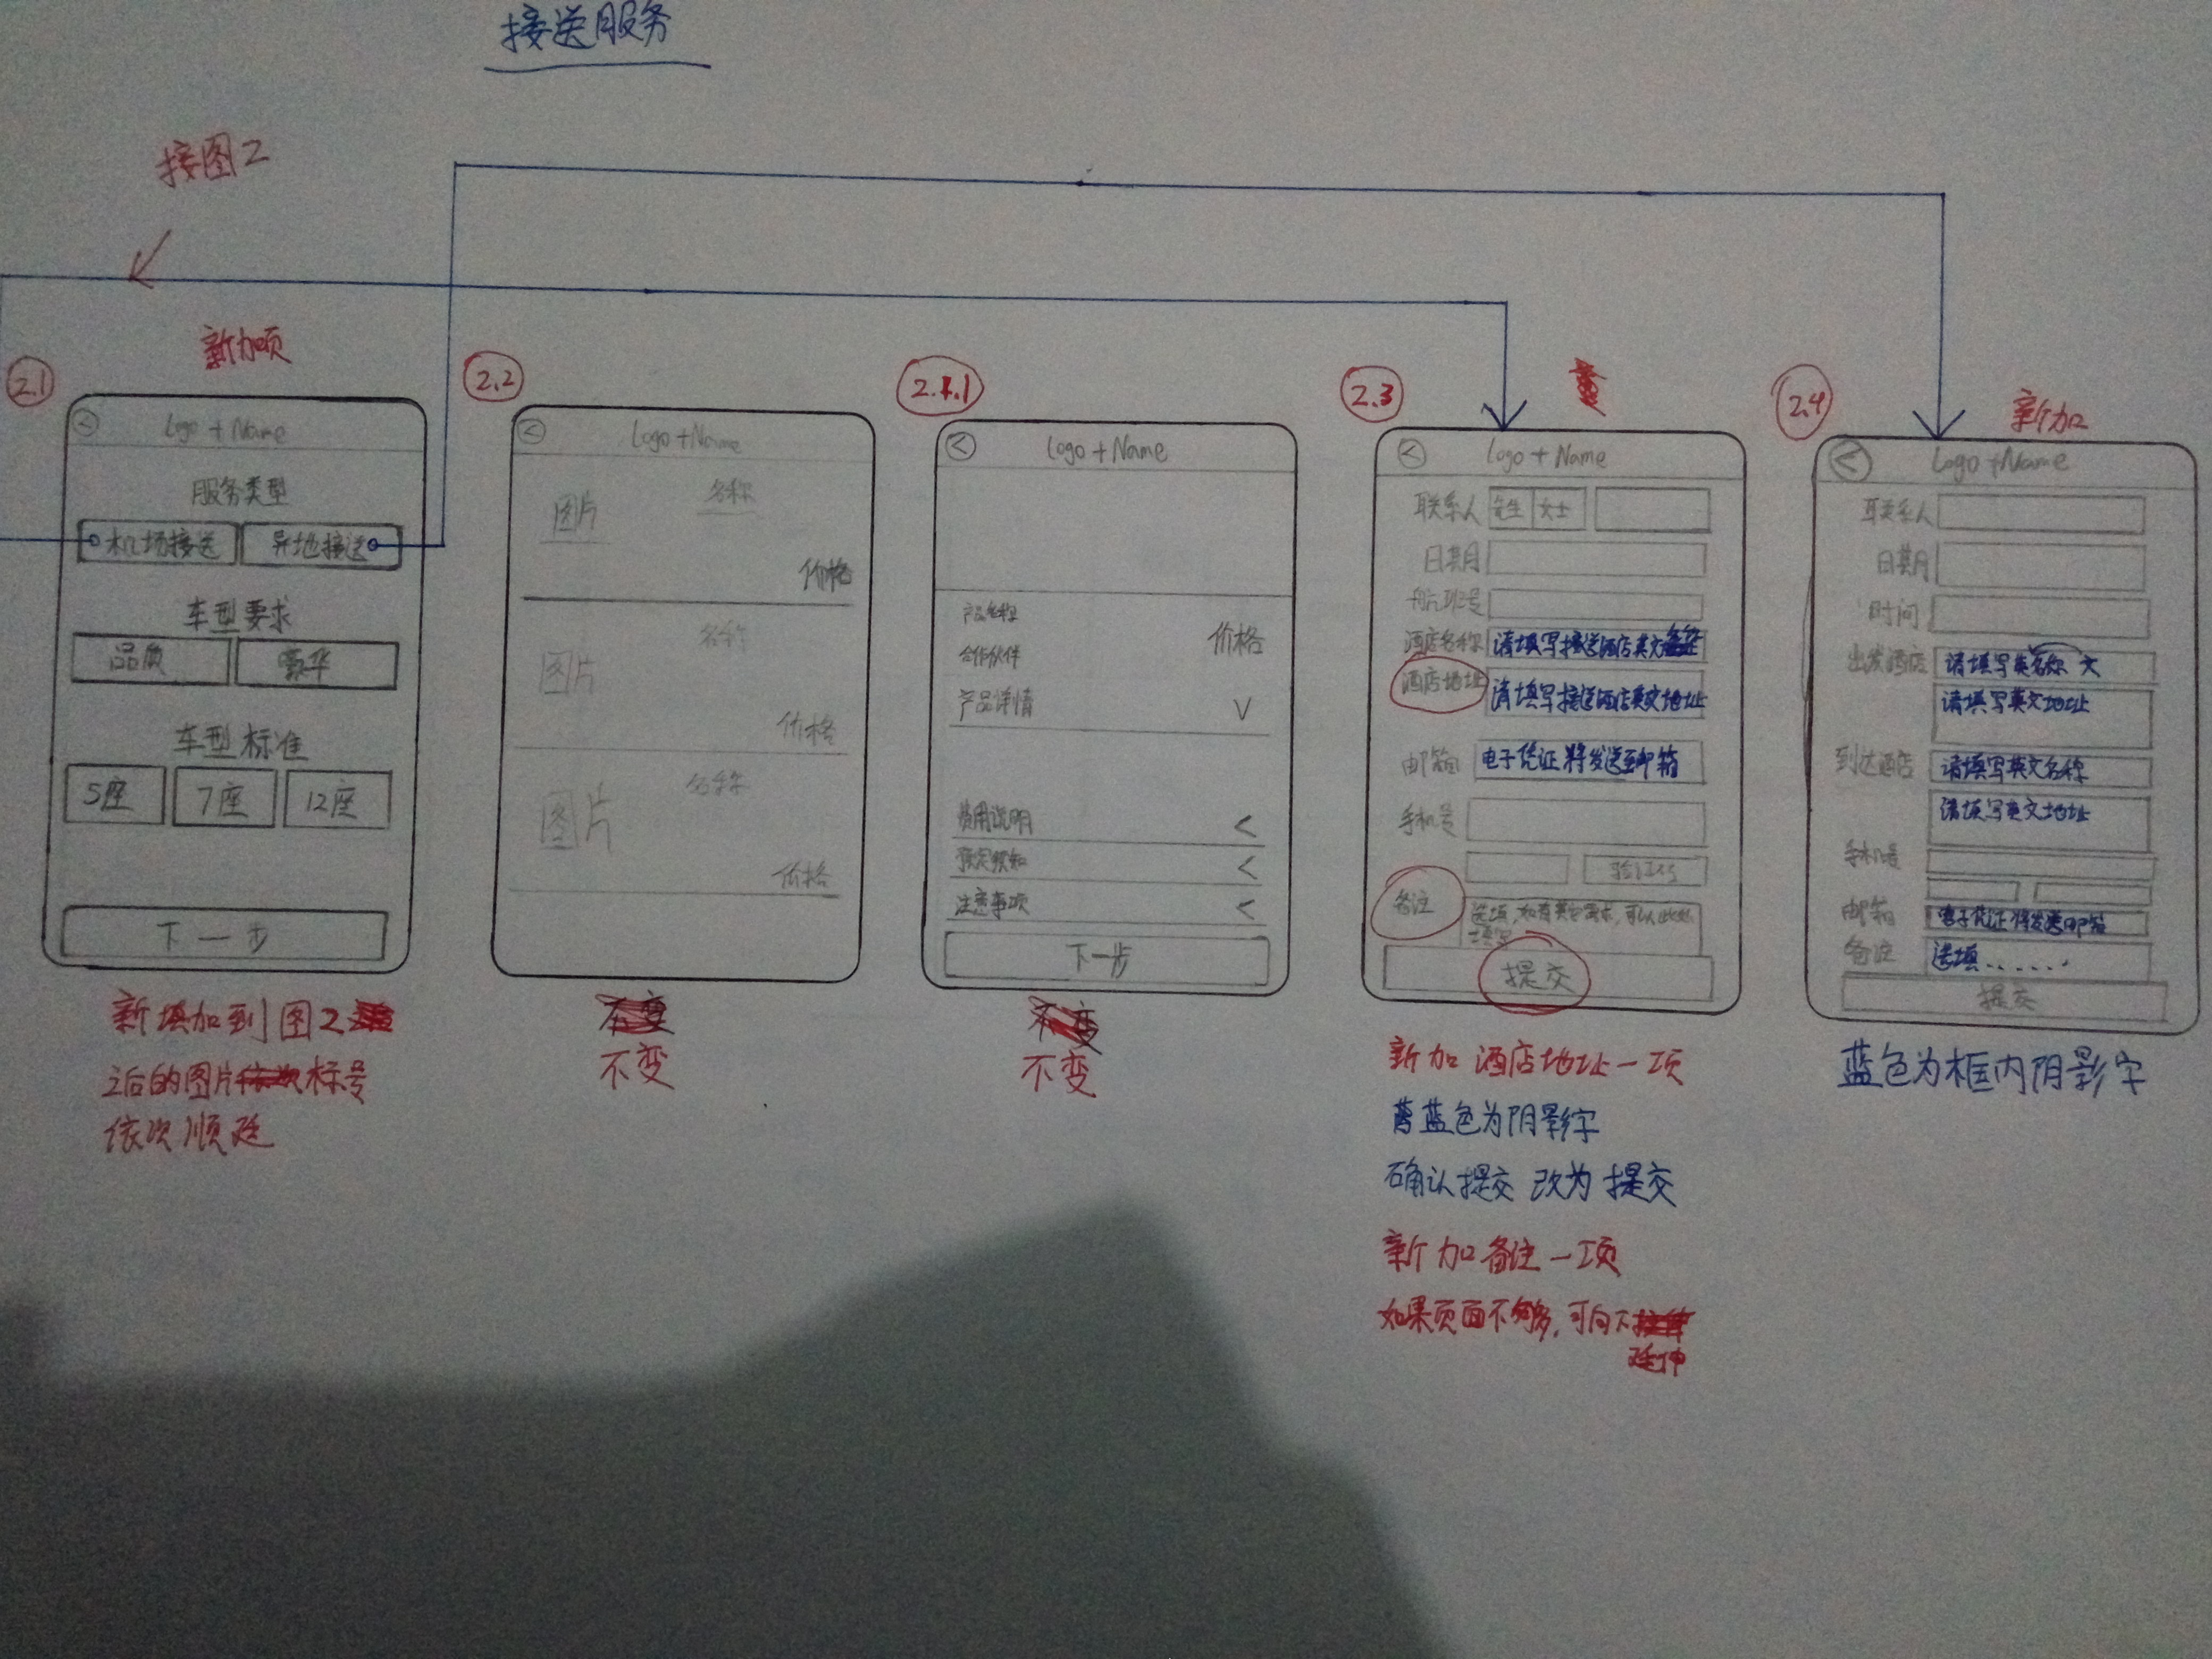 接送服务
接图2
新加页
2.1
< Logo + Name
服务类型
机场接送 异地接送
车型要求
品质 豪华
车型标准
5座 7座 12座
下一步
新填加到图2
之后的图片标号
依次顺延
2.2
< Logo + Name
图片 名称
价格
图片 名称
价格
图片 名称
价格
不变
< Logo + Name
产品名称
价格
合作伙伴
产品详情 V
费用说明 <
预定须知 <
注意事项 <
下一步
不变
2.3
< Logo + Name
联系人 先生 女士
日期
航班号
酒店名称 请填写接送酒店英文
酒店地址 请填写接送酒店英文地址
邮箱 电子凭证将发送至邮箱
手机号
验证码
备注 选填,如有其它需求,可以在此处
填写
提交
新加 酒店地址一项
蓝色为阴影字
确认提交 改为 提交
新加备注一项
如果页面不够多,可向下
延伸
2.4
新加
< Logo + Name
联系人
日期
时间
出发酒店 请填写英名称 文
请填写英文地址
到达酒店 请填写英文名称
请填写英文地址
手机号
邮箱 电子凭证将发送邮箱
备注 选填......
提交
蓝色为框内阴影字